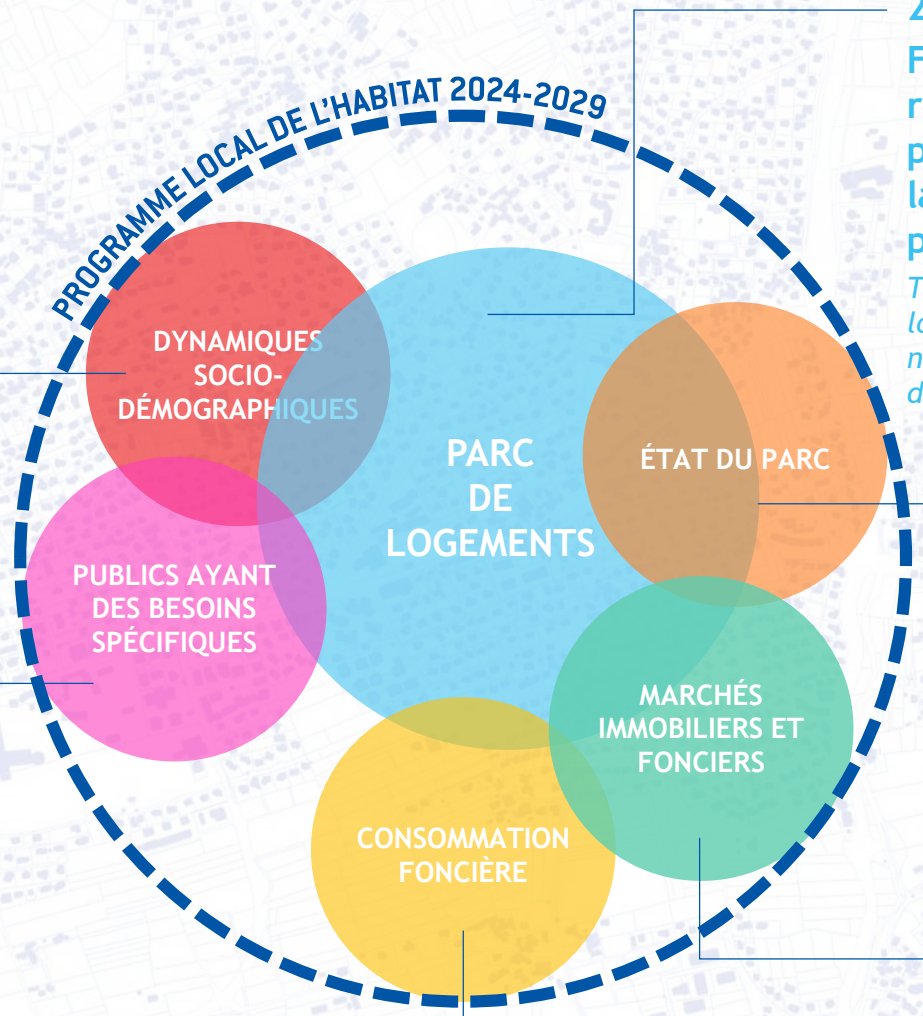 PROGRAMME LOCAL DE L'HABITAT 2024-2029
DYNAMIQUES
SOCIO-
DÉMOGRAPHIQUES
PARC
DE
LOGEMENTS
ÉTAT DU PARC
PUBLICS AYANT
DES BESOINS
SPÉCIFIQUES
MARCHÉS
IMMOBILIERS ET
FONCIERS
CONSOMMATION
FONCIÈRE